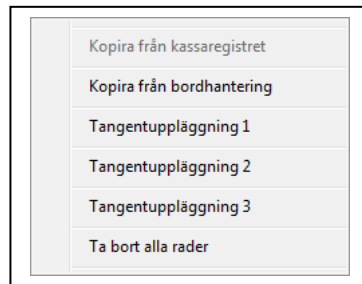 Kopira från kassaregistret
Kopira från bordhantering
Tangentuppläggning 1
Tangentuppläggning 2
Tangentuppläggning 3
Ta bort alla rader